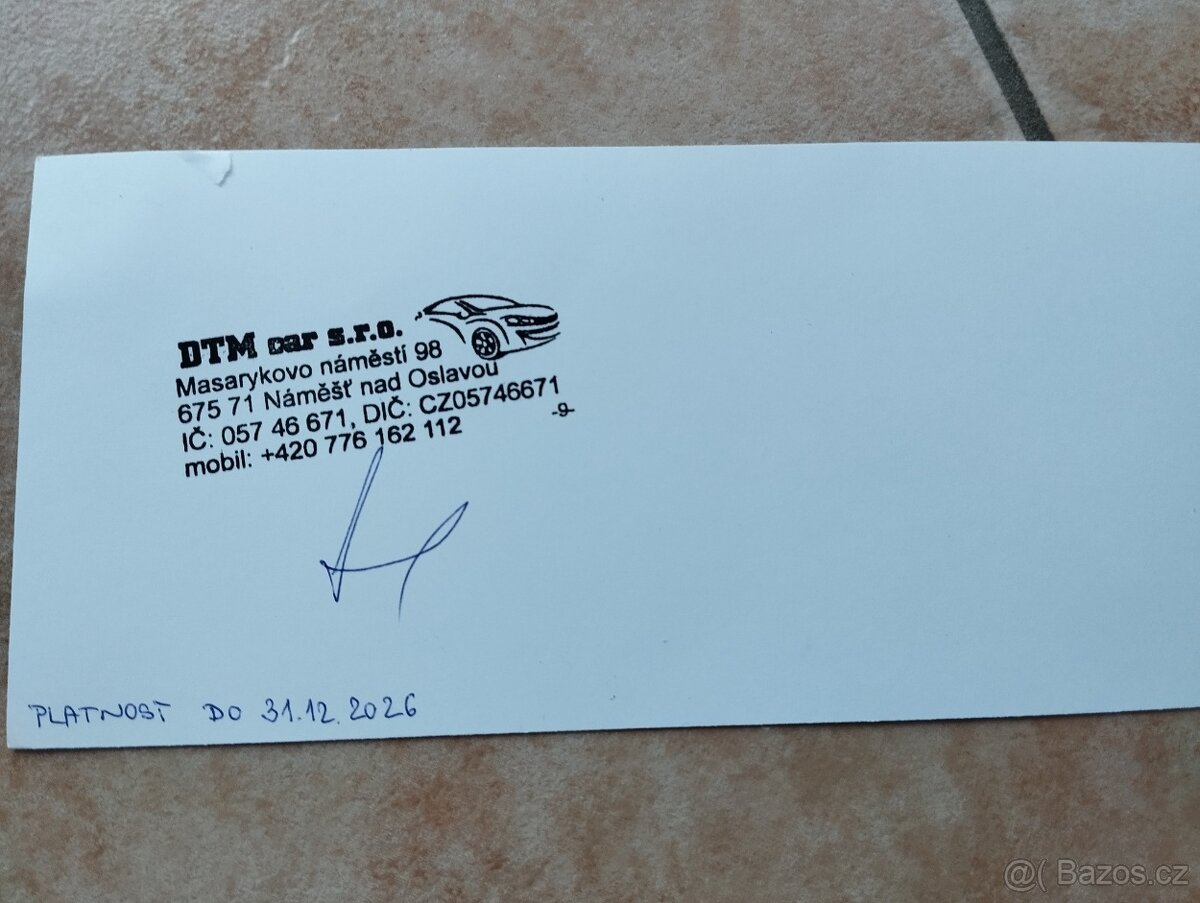 DTM car s.r.o.
Masarykovo náměstí 98
675 71 Náměšť nad Oslavou
IČ: 057 46 671, DIČ: CZ05746671
-9-
mobil: +420 776 162 112
PLATNOST DO 31.12.2026
@( Bazos.cz